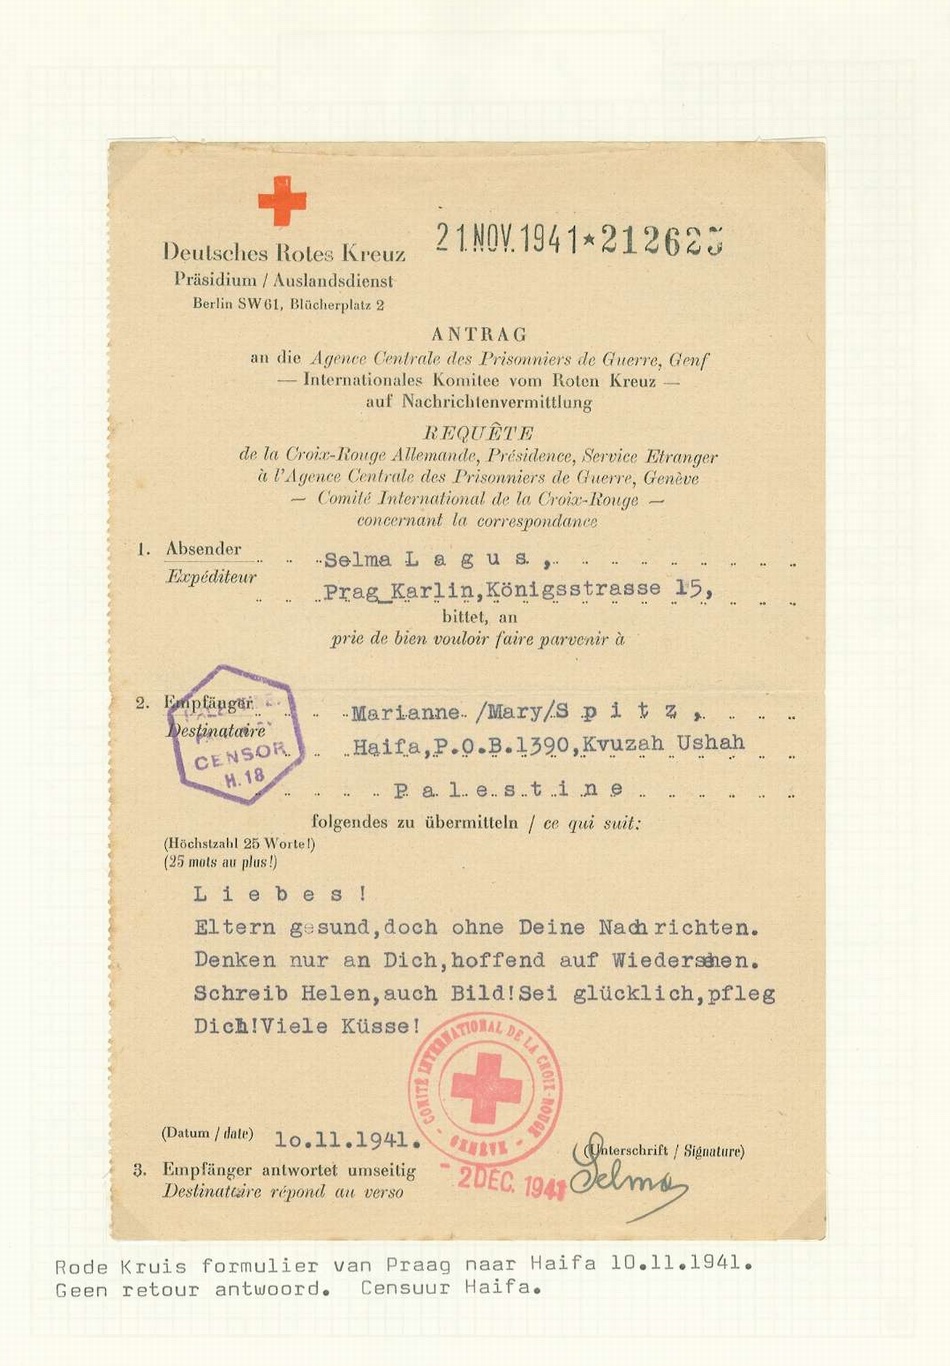 21.NOV.1941★212625
Deutsches Rotes Kreuz
Präsidium / Auslandsdienst
Berlin SW 61, Blücherplatz 2
ANTRAG
an die Agence Centrale des Prisonniers de Guerre, Genf
— Internationales Komitee vom Roten Kreuz —
auf Nachrichtenvermittlung
REQUÊTE
de la Croix-Rouge Allemande, Présidence, Service Etranger
à l'Agence Centrale des Prisonniers de Guerre, Genève
— Comité International de la Croix-Rouge —
concernant la correspondance
1. Absender
Expéditeur
Selma L a g u s ,
Prag_Karlin,Königsstrasse 15,
bittet, an
prie de bien vouloir faire parvenir à
2. Empfänger
Destinataire
CENSOR
H.18
Marianne /Mary/S p i t z ,
Haifa,P.O.B.1390,Kvuzah Ushah
P a l e s t i n e
folgendes zu übermitteln / ce qui suit:
(Höchstzahl 25 Worte!)
(25 mots au plus!)
L i e b e s !
Eltern gesund,doch ohne Deine Nachrichten.
Denken nur an Dich,hoffend auf Wiedersehen.
Schreib Helen,auch Bild!Sei glücklich,pfleg
Dich!Viele Küsse!
COMITÉ INTERNATIONAL DE LA CROIX-ROUGE
— GENÈVE —
- 2 DEC. 1941
(Datum / date) 1o.11.1941.
(Unterschrift / Signature)
Selma
3. Empfänger antwortet umseitig
Destinataire répond au verso
Rode Kruis formulier van Praag naar Haifa 10.11.1941.
Geen retour antwoord. Censuur Haifa.